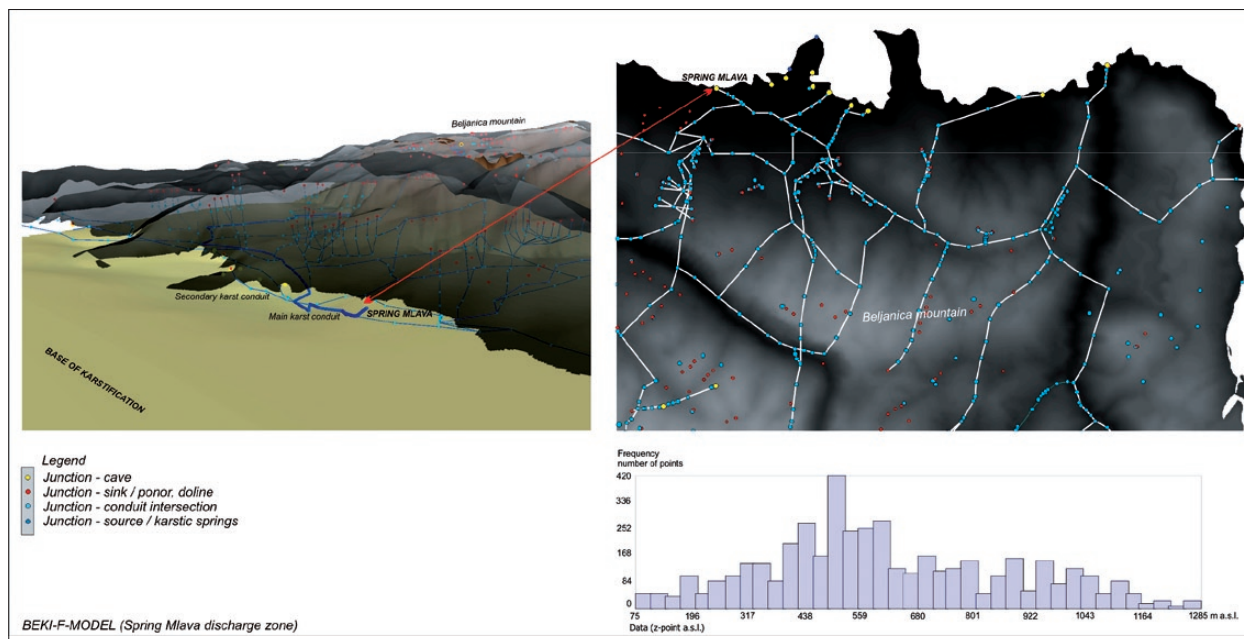 Beljanica mountain
Secondary karst conduit
Main karst conduit
SPRING MLAVA
BASE OF KARSTIFICATION
SPRING MLAVA
Beljanica mountain
Legend
Junction - cave
Junction - sink / ponor. doline
Junction - conduit intersection
Junction - source / karstic springs
Frequency
number of points
420
336
252
168
84
0
75 196 317 438 559 680 801 922 1043 1164 1285 m a.s.l.
Data (z-point a.s.l.)
BEKI-F-MODEL (Spring Mlava discharge zone)